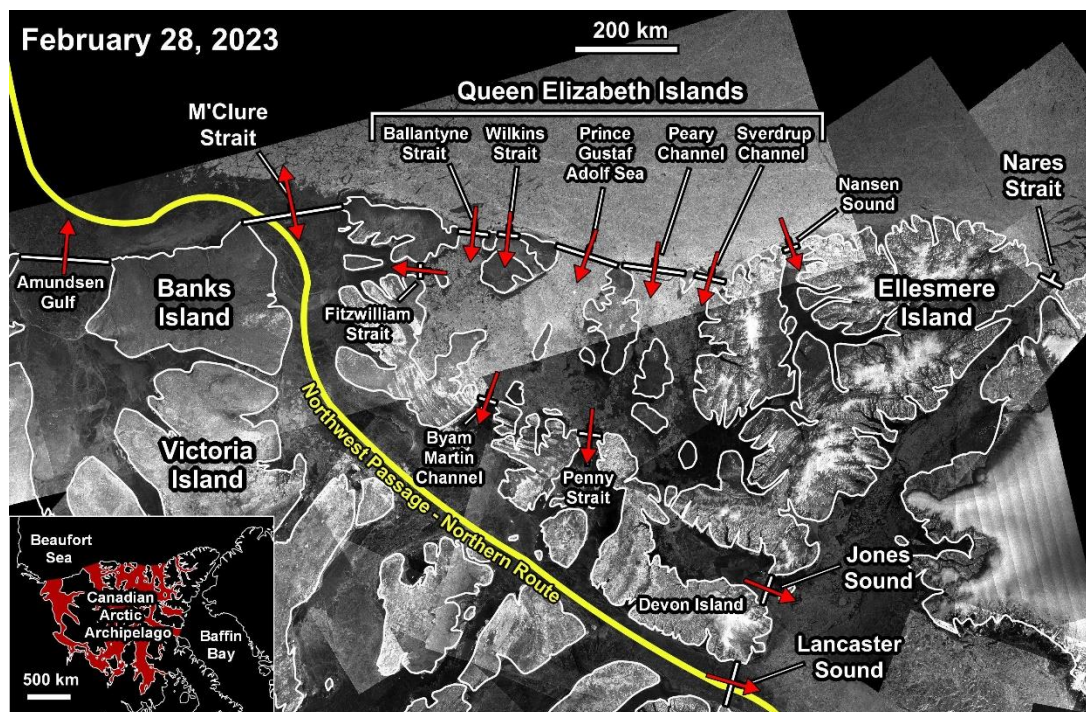 February 28, 2023
200 km
Queen Elizabeth Islands
M'Clure
Strait
Ballantyne
Strait
Wilkins
Strait
Prince
Gustaf
Adolf Sea
Peary
Channel
Sverdrup
Channel
Nansen
Sound
Nares
Strait
Amundsen
Gulf
Banks
Island
Fitzwilliam
Strait
Ellesmere
Island
Victoria
Island
Byam
Martin
Channel
Penny
Strait
Northwest Passage - Northern Route
Jones
Sound
Devon Island
Lancaster
Sound
Beaufort
Sea
Canadian
Arctic
Archipelago
Baffin
Bay
500 km